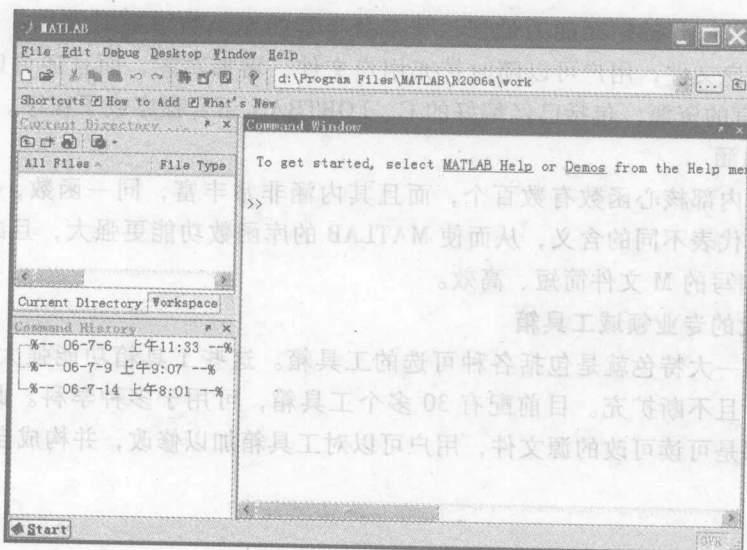 MATLAB
File Edit Debug Desktop Window Help
d:\Program Files\MATLAB\R2006a\work
...
Shortcuts How to Add What's New
Current Directory ...
All Files File Type
Current Directory Workspace
Command History
%-- 06-7-6 上午11:33 --%
%-- 06-7-9 上午9:07 --%
%-- 06-7-14 上午8:01 --%
Command Window
To get started, select MATLAB Help or Demos from the Help
>>
内部核心函数有数百个，而且其内涵非常丰富，同一函数，
代表不同的含义，从而使 MATLAB 的库函数功能更强大，且
的 M 文件简短、高效。
的专业领域工具箱
一大特色就是包括各种可选的工具箱。
且不断扩充。目前配有 30 多个工具箱，可用于多种学科。
是可读可改的源文件，用户可以对工具箱加以修改，并构成
Start
OVR